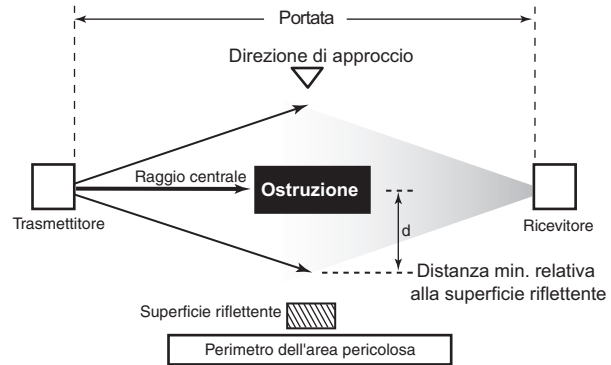 Portata
Direzione di approccio
Raggio centrale
Ostruzione
Trasmettitore
Ricevitore
d
Distanza min. relativa
alla superficie riflettente
Superficie riflettente
Perimetro dell'area pericolosa